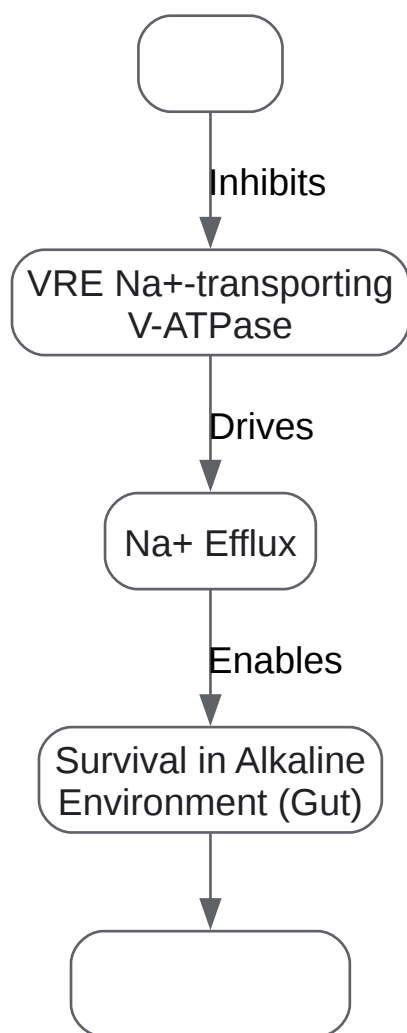 Inhibits
VRE Na+-transporting
V-ATPase
Drives
Na+ Efflux
Enables
Survival in Alkaline
Environment (Gut)